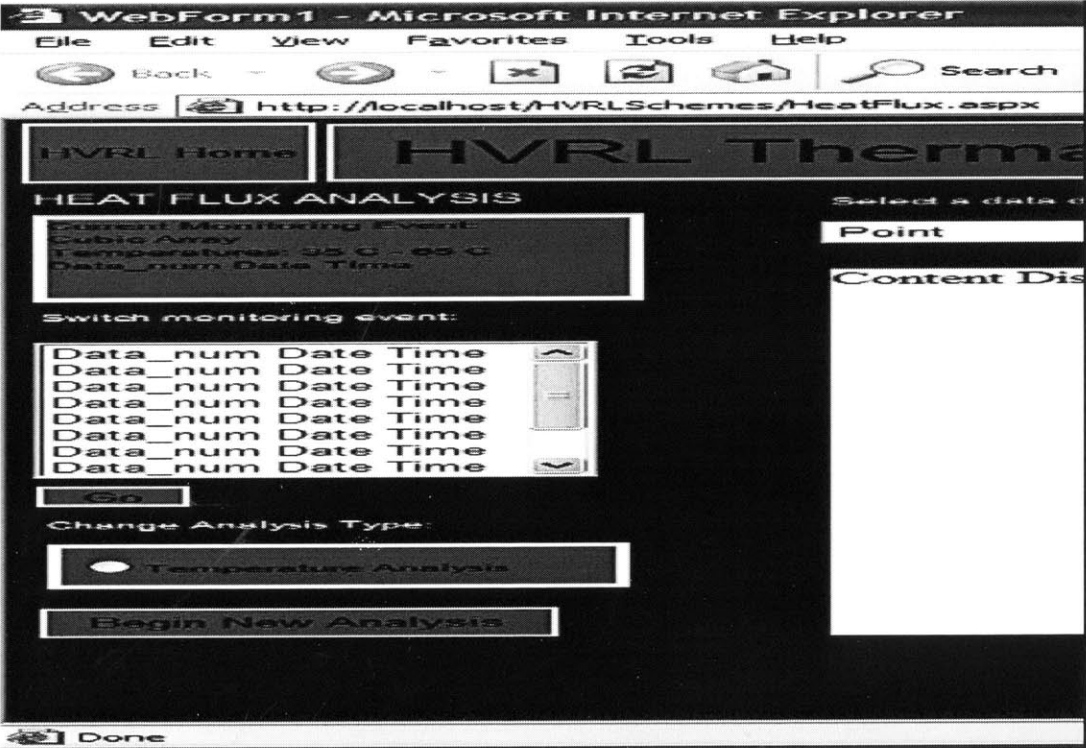 WebForm1 - Microsoft Internet Explorer
File Edit View Favorites Tools Help
Back Search
Address http://localhost/HVRLSchemes/HeatFlux.aspx
HVRL Home
HVRL Therma
HEAT FLUX ANALYSIS
Current Monitoring Event:
Cubic Array
Temperatures: 35 C - 65 C
Data_num Date Time
Switch monitoring event:
Data_num Date Time
Data_num Date Time
Data_num Date Time
Data_num Date Time
Data_num Date Time
Data_num Date Time
Data_num Date Time
Data_num Date Time
Go
Change Analysis Type:
Temperature Analysis
Begin New Analysis
Select a data d
Point
Content Dis
Done